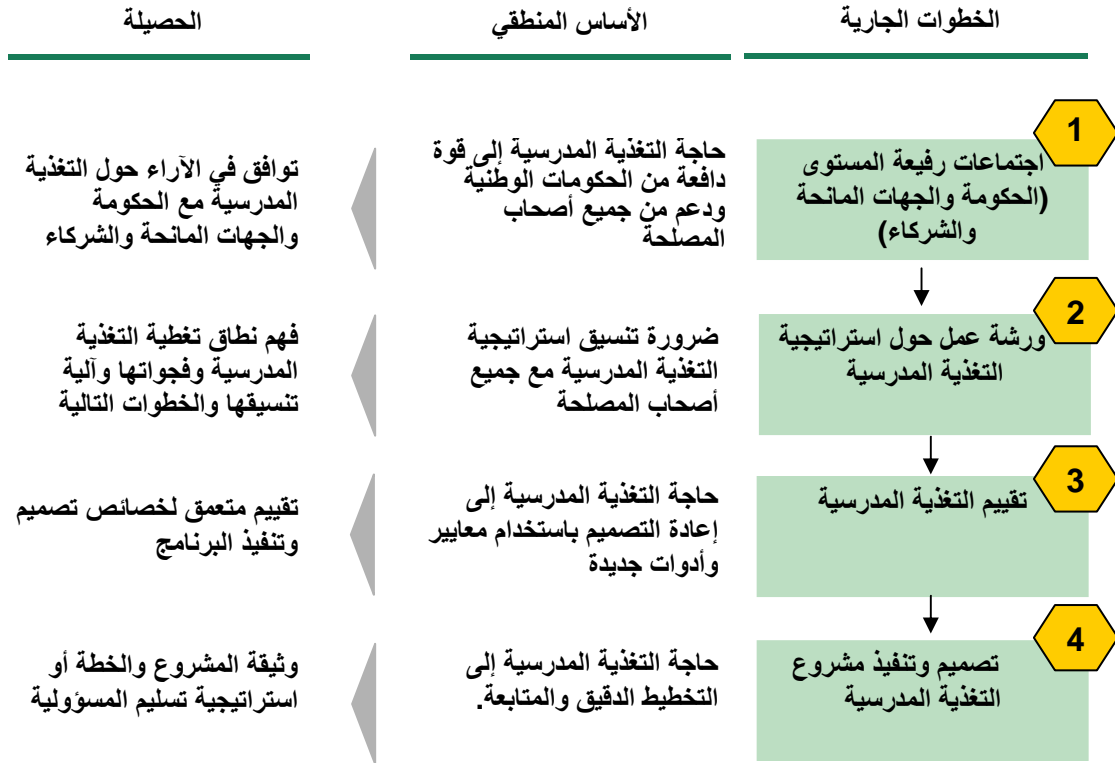 الخطوات الجارية
الأساس المنطقي
الحصيلة
1
اجتماعات رفيعة المستوى
(الحكومة والجهات المانحة
والشركاء)
حاجة التغذية المدرسية إلى قوة
دافعة من الحكومات الوطنية
ودعم من جميع أصحاب
المصلحة
توافق في الآراء حول التغذية
المدرسية مع الحكومة
والجهات المانحة والشركاء
2
ورشة عمل حول استراتيجية
التغذية المدرسية
ضرورة تنسيق استراتيجية
التغذية المدرسية مع جميع
أصحاب المصلحة
فهم نطاق تغطية التغذية
المدرسية وفجواتها وآلية
تنسيقها والخطوات التالية
3
تقييم التغذية المدرسية
حاجة التغذية المدرسية إلى
إعادة التصميم باستخدام معايير
وأدوات جديدة
تقييم متعمق لخصائص تصميم
وتنفيذ البرنامج
4
تصميم وتنفيذ مشروع
التغذية المدرسية
حاجة التغذية المدرسية إلى
التخطيط الدقيق والمتابعة.
وثيقة المشروع والخطة أو
استراتيجية تسليم المسؤولية